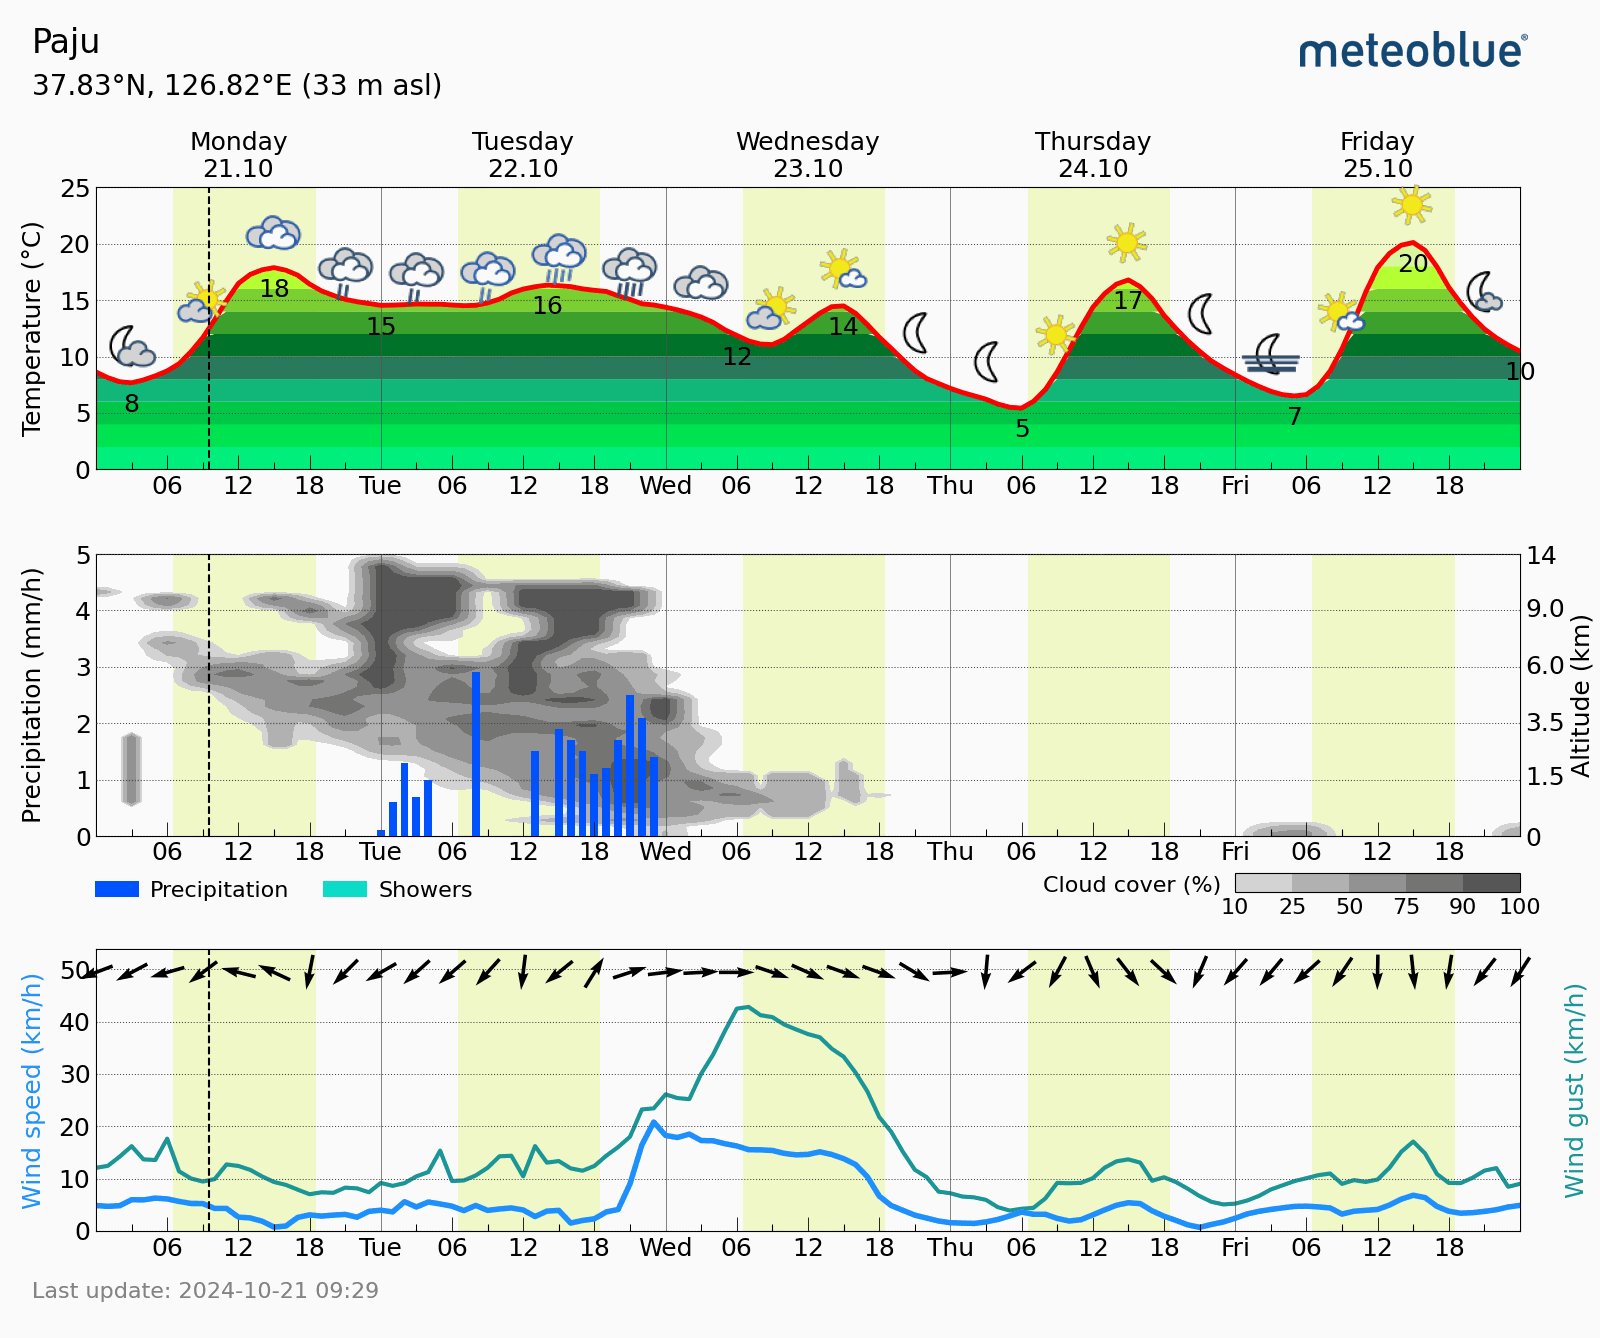 Paju
meteoblue®
37.83°N, 126.82°E (33 m asl)
Monday Tuesday Wednesday Thursday Friday
21.10 22.10 23.10 24.10 25.10
Temperature (°C)
25
20
15
10
5
0
18
16
14
17
20
15
12
10
8
5
7
06 12 18 Tue 06 12 18 Wed 06 12 18 Thu 06 12 18 Fri 06 12 18
Precipitation (mm/h)
5
4
3
2
1
0
14
9.0
6.0
3.5
1.5
0
Altitude (km)
06 12 18 Tue 06 12 18 Wed 06 12 18 Thu 06 12 18 Fri 06 12 18
Precipitation Showers
Cloud cover (%)
10 25 50 75 90 100
Wind speed (km/h)
50
40
30
20
10
0
Wind gust (km/h)
06 12 18 Tue 06 12 18 Wed 06 12 18 Thu 06 12 18 Fri 06 12 18
Last update: 2024-10-21 09:29